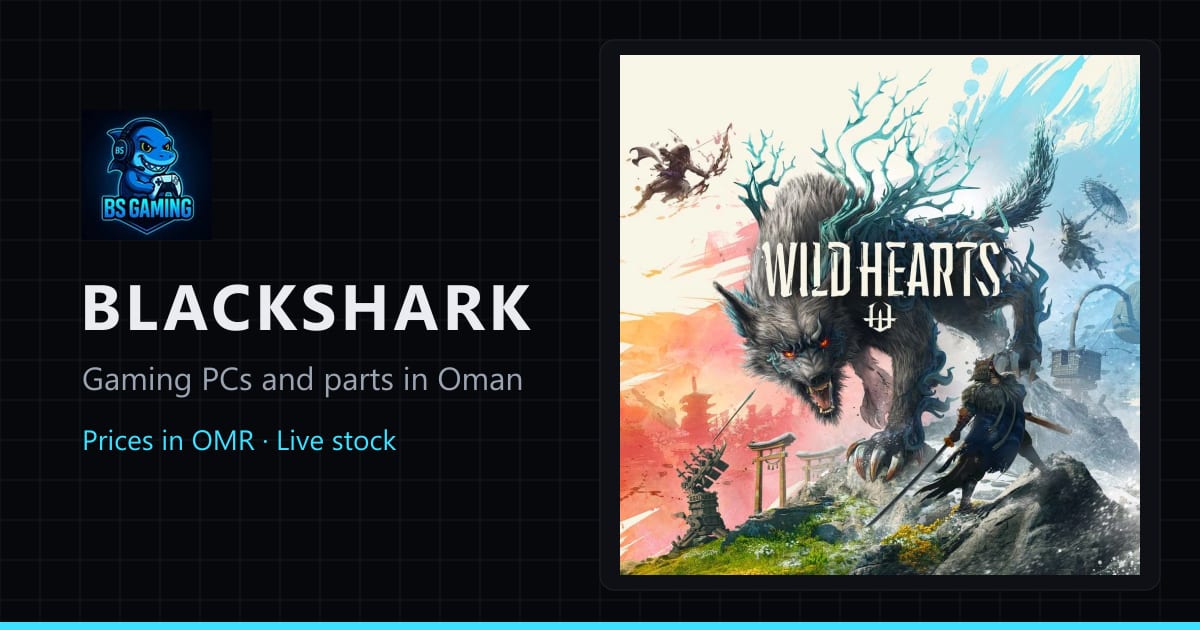 BS
BS GAMING
BLACKSHARK
Gaming PCs and parts in Oman
Prices in OMR · Live stock
WILD HEARTS